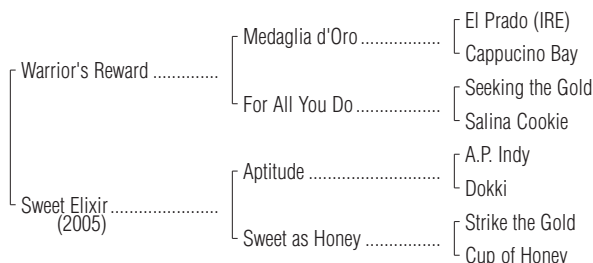 El Prado (IRE)
Medaglia d'Oro ................
Cappucino Bay
Warrior's Reward .............
Seeking the Gold
For All You Do .................
Salina Cookie
A.P. Indy
Aptitude ..........................
Dokki
Sweet Elixir ......................
(2005)
Strike the Gold
Sweet as Honey ...............
Cup of Honey